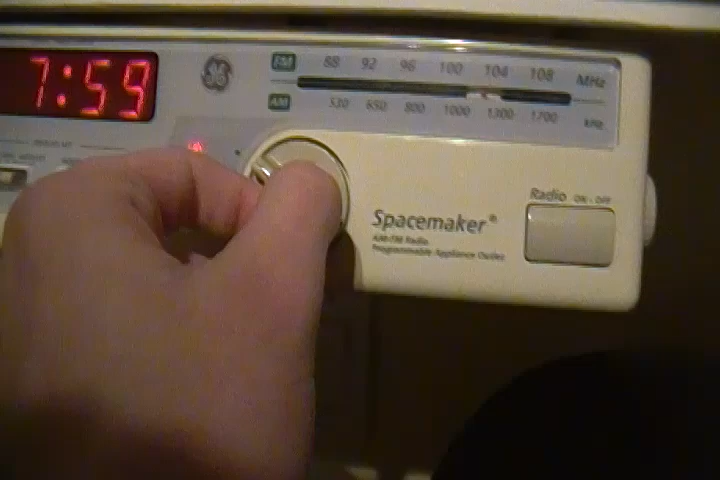 7:59
GE
FM 88 92 96 100 104 108 MHz
AM 530 650 800 1000 1300 1700 kHz
Radio ON - OFF
Spacemaker®
AM-FM Radio
Programmable Appliance Outlet